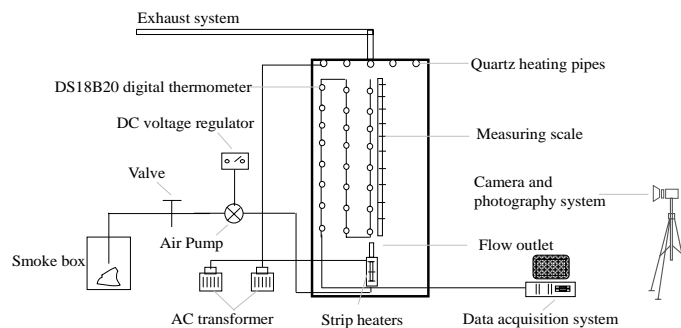 Exhaust system
Quartz heating pipes
DS18B20 digital thermometer
DC voltage regulator
Measuring scale
Valve
Camera and
photography system
Air Pump
Flow outlet
Smoke box
AC transformer
Strip heaters
Data acquisition system